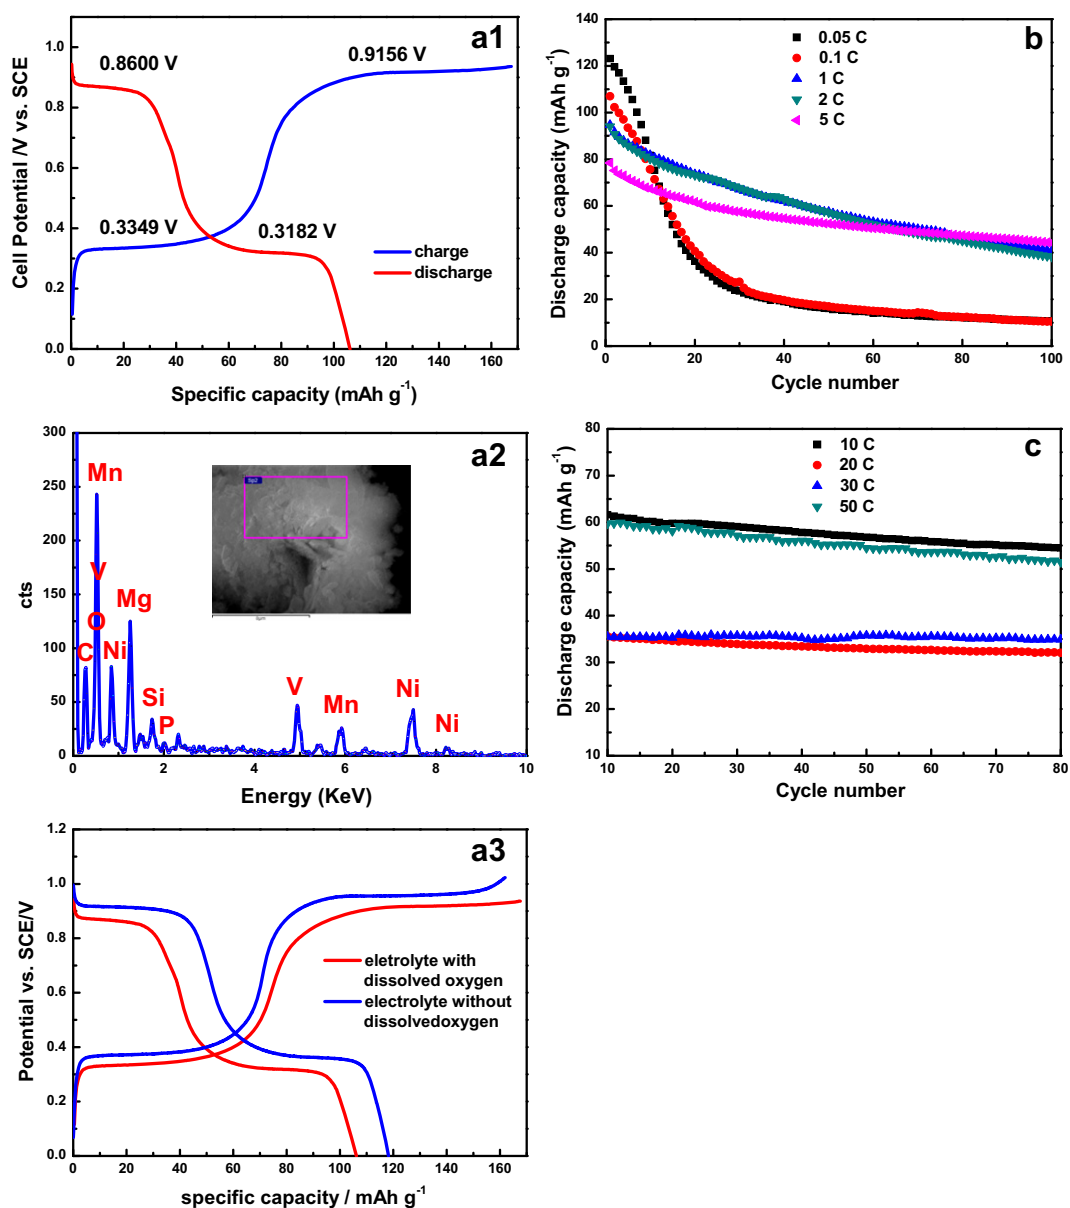 a1
0.8600 V
0.9156 V
0.3349 V
0.3182 V
charge
discharge
Cell Potential /V vs. SCE
1.0
0.8
0.6
0.4
0.2
0.0
0 20 40 60 80 100 120 140 160
Specific capacity (mAh g-1)
b
0.05 C
0.1 C
1 C
2 C
5 C
Discharge capacity (mAh g-1)
140
120
100
80
60
40
20
0
20 40 60 80 100
Cycle number
a2
Mn
V
O
C
Ni
Mg
Si
P
V
Mn
Ni
Ni
cts
300
250
200
150
100
50
0
0 2 4 6 8 10
Energy (KeV)
c
10 C
20 C
30 C
50 C
Discharge capacity (mAh g-1)
80
70
60
50
40
30
20
10
10 20 30 40 50 60 70 80
Cycle number
a3
eletrolyte with
dissolved oxygen
electrolyte without
dissolvedoxygen
Potential vs. SCE/V
1.2
1.0
0.8
0.6
0.4
0.2
0.0
0 20 40 60 80 100 120 140 160
specific capacity / mAh g-1